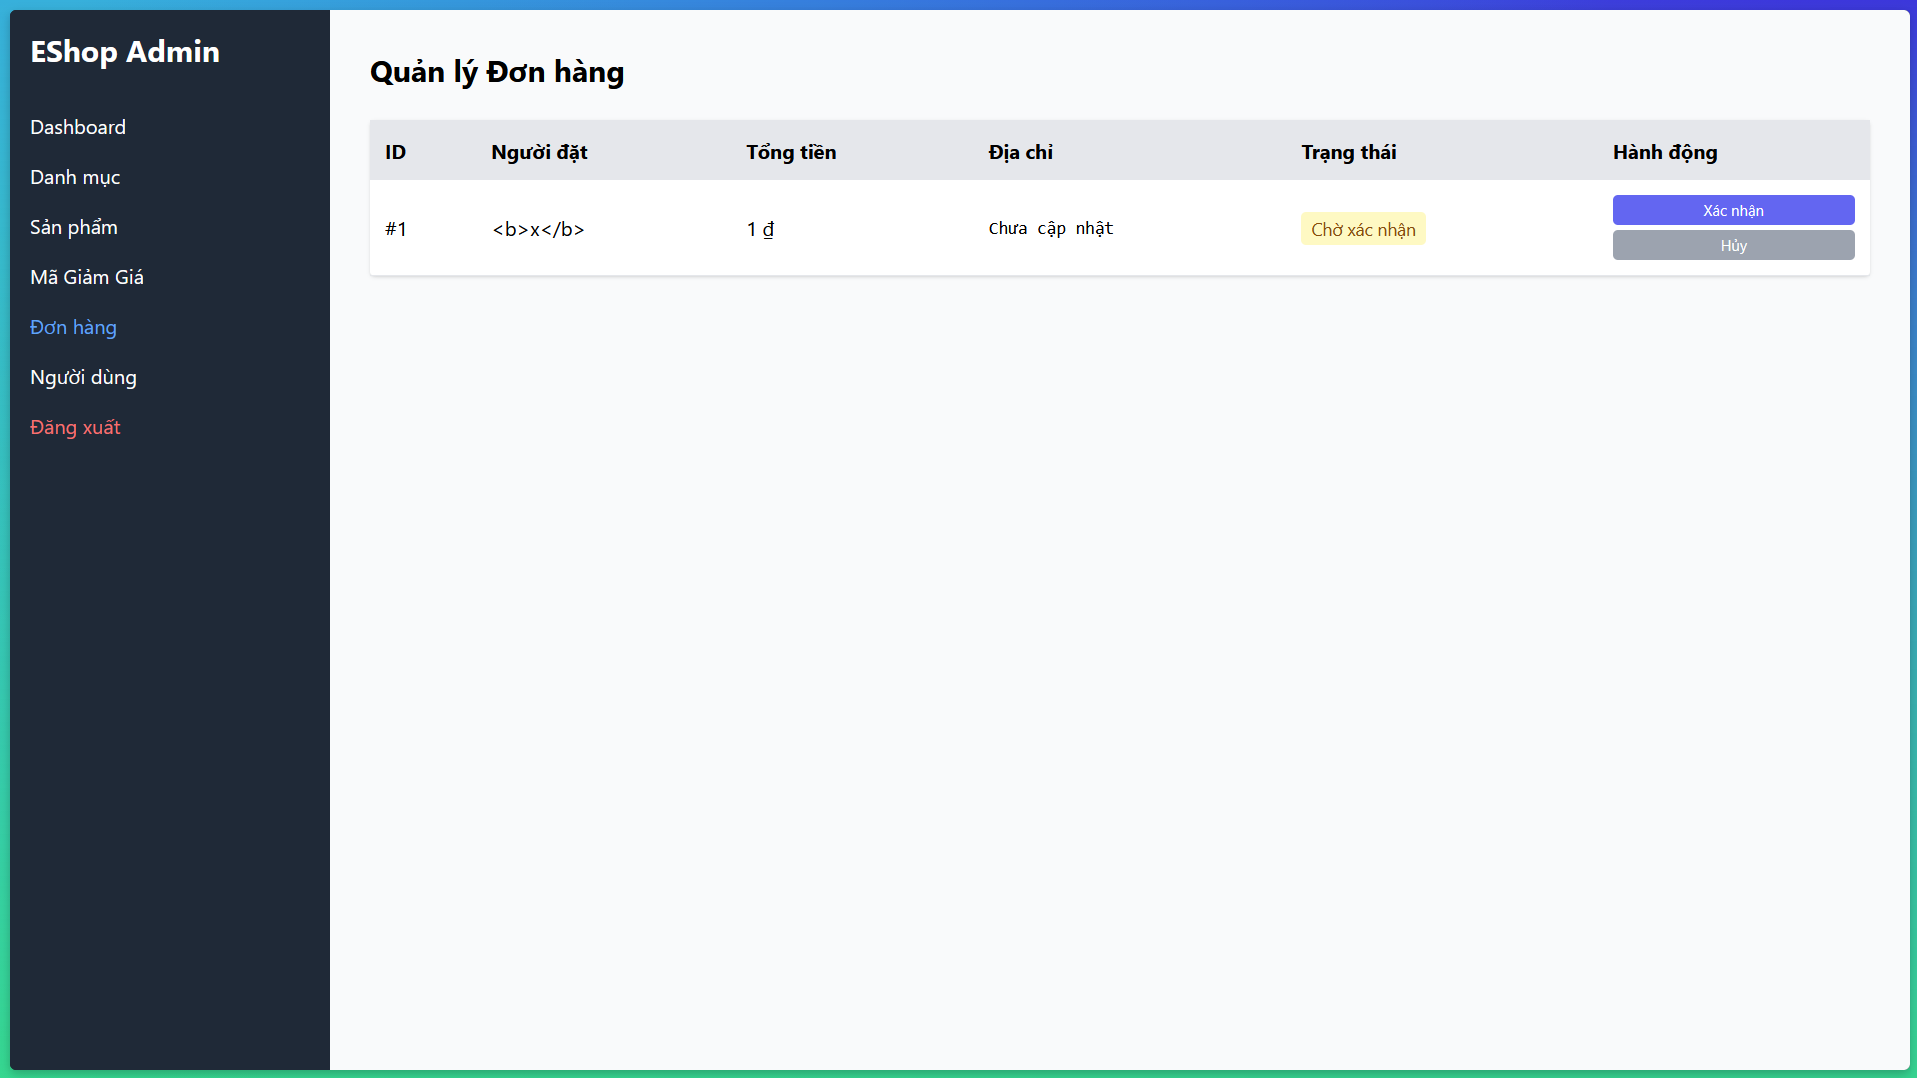 EShop Admin
Dashboard
Danh mục
Sản phẩm
Mã Giảm Giá
Đơn hàng
Người dùng
Đăng xuất
Quản lý Đơn hàng
ID Người đặt Tổng tiền Địa chỉ Trạng thái Hành động
#1 <b>x</b> 1 ₫ Chưa cập nhật Chờ xác nhận Xác nhận
Hủy